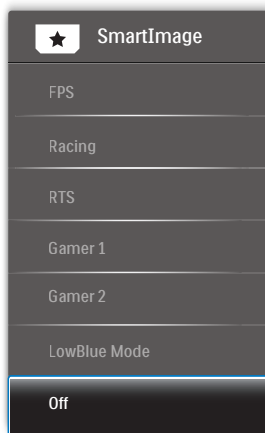 SmartImage
FPS
Racing
RTS
Gamer 1
Gamer 2
LowBlue Mode
Off